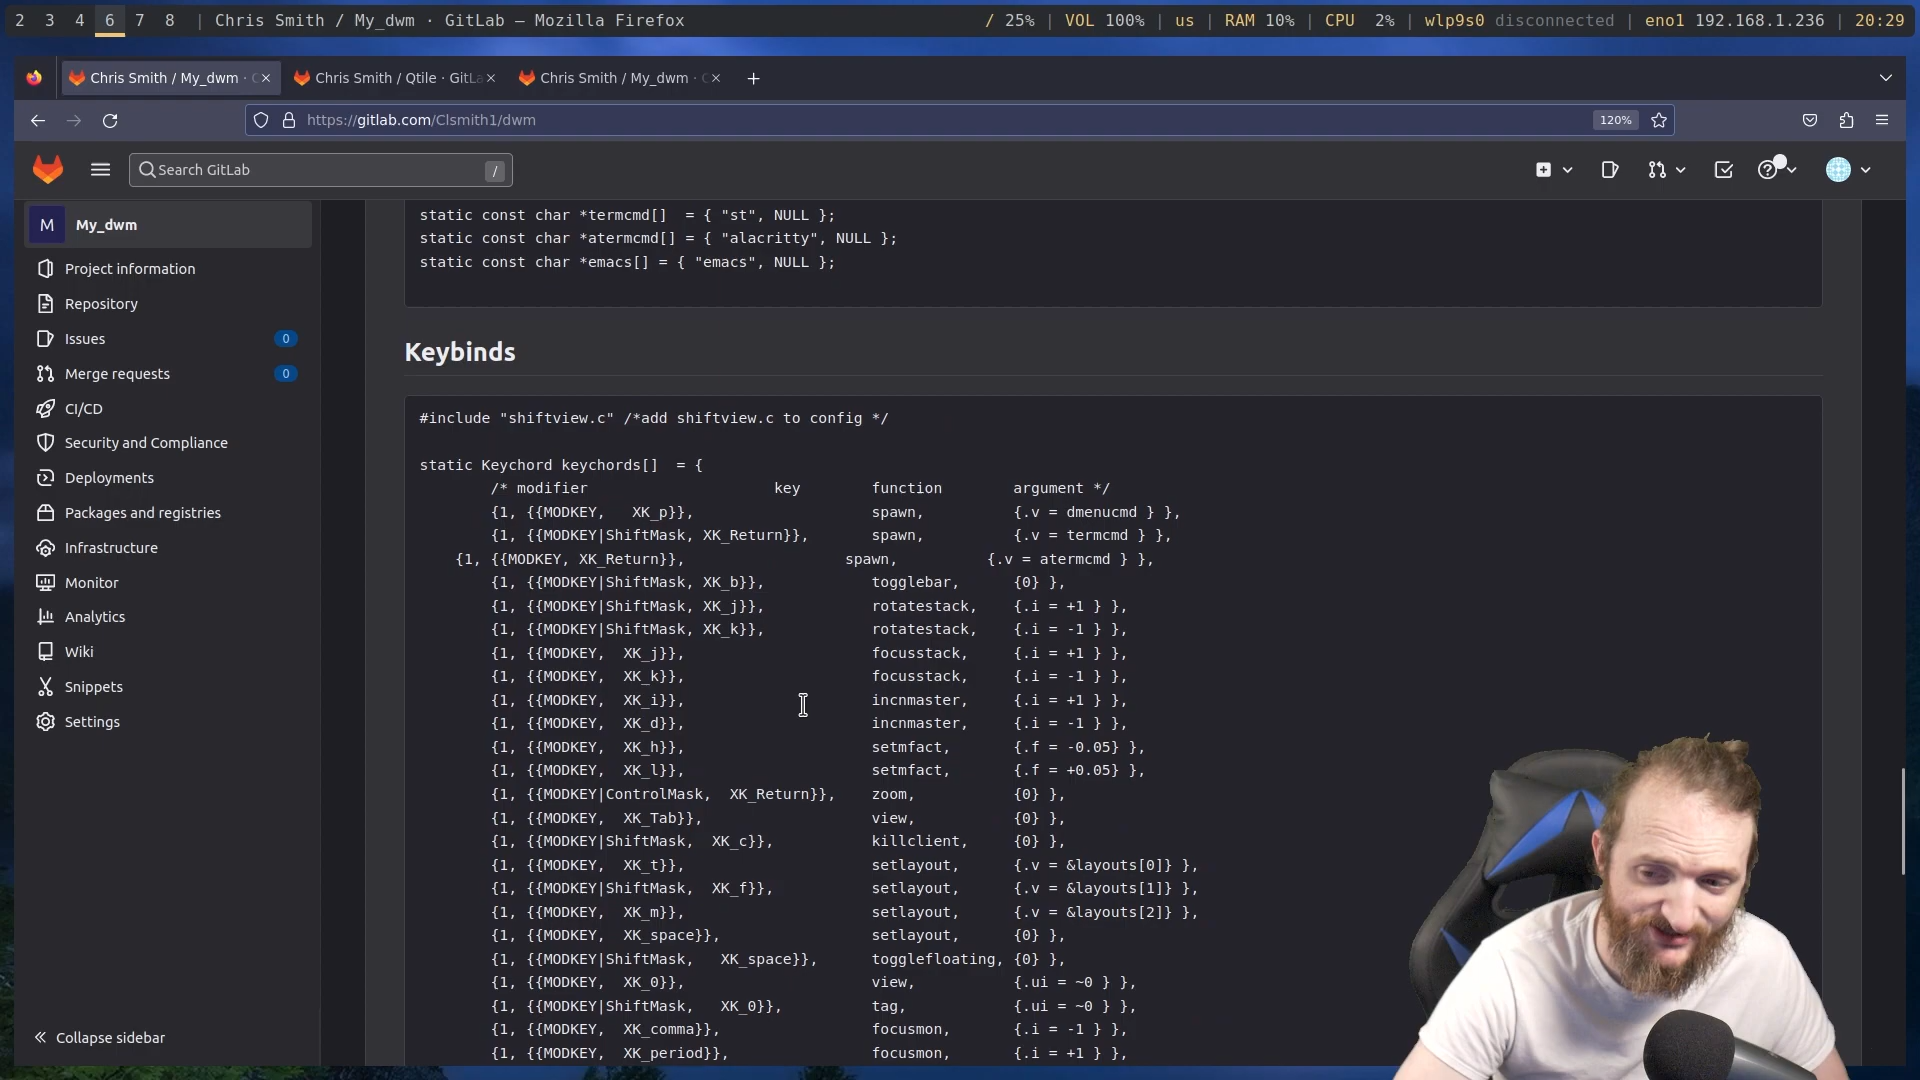 2 3 4 6 7 8 | Chris Smith / My_dwm · GitLab — Mozilla Firefox
/ 25% | VOL 100% | us | RAM 10% | CPU 2% | wlp9s0 disconnected | eno1 192.168.1.236 | 20:29
Chris Smith / My_dwm ·
Chris Smith / Qtile · GitLa
Chris Smith / My_dwm ·
https://gitlab.com/Clsmith1/dwm
120%
Search GitLab
/
M
My_dwm
Project information
Repository
Issues 0
Merge requests 0
CI/CD
Security and Compliance
Deployments
Packages and registries
Infrastructure
Monitor
Analytics
Wiki
Snippets
Settings
Collapse sidebar
static const char *termcmd[]  = { "st", NULL };
static const char *atermcmd[] = { "alacritty", NULL };
static const char *emacs[] = { "emacs", NULL };
Keybinds
#include "shiftview.c" /*add shiftview.c to config */
static Keychord keychords[]  = {
/* modifier key function argument */
{1, {{MODKEY, XK_p}}, spawn, {.v = dmenucmd } },
{1, {{MODKEY|ShiftMask, XK_Return}}, spawn, {.v = termcmd } },
{1, {{MODKEY, XK_Return}}, spawn, {.v = atermcmd } },
{1, {{MODKEY|ShiftMask, XK_b}}, togglebar, {0} },
{1, {{MODKEY|ShiftMask, XK_j}}, rotatestack, {.i = +1 } },
{1, {{MODKEY|ShiftMask, XK_k}}, rotatestack, {.i = -1 } },
{1, {{MODKEY, XK_j}}, focusstack, {.i = +1 } },
{1, {{MODKEY, XK_k}}, focusstack, {.i = -1 } },
{1, {{MODKEY, XK_i}}, incnmaster, {.i = +1 } },
{1, {{MODKEY, XK_d}}, incnmaster, {.i = -1 } },
{1, {{MODKEY, XK_h}}, setmfact, {.f = -0.05} },
{1, {{MODKEY, XK_l}}, setmfact, {.f = +0.05} },
{1, {{MODKEY|ControlMask, XK_Return}}, zoom, {0} },
{1, {{MODKEY, XK_Tab}}, view, {0} },
{1, {{MODKEY|ShiftMask, XK_c}}, killclient, {0} },
{1, {{MODKEY, XK_t}}, setlayout, {.v = &layouts[0]} },
{1, {{MODKEY|ShiftMask, XK_f}}, setlayout, {.v = &layouts[1]} },
{1, {{MODKEY, XK_m}}, setlayout, {.v = &layouts[2]} },
{1, {{MODKEY, XK_space}}, setlayout, {0} },
{1, {{MODKEY|ShiftMask, XK_space}}, togglefloating, {0} },
{1, {{MODKEY, XK_0}}, view, {.ui = ~0 } },
{1, {{MODKEY|ShiftMask, XK_0}}, tag, {.ui = ~0 } },
{1, {{MODKEY, XK_comma}}, focusmon, {.i = -1 } },
{1, {{MODKEY, XK_period}}, focusmon, {.i = +1 } },